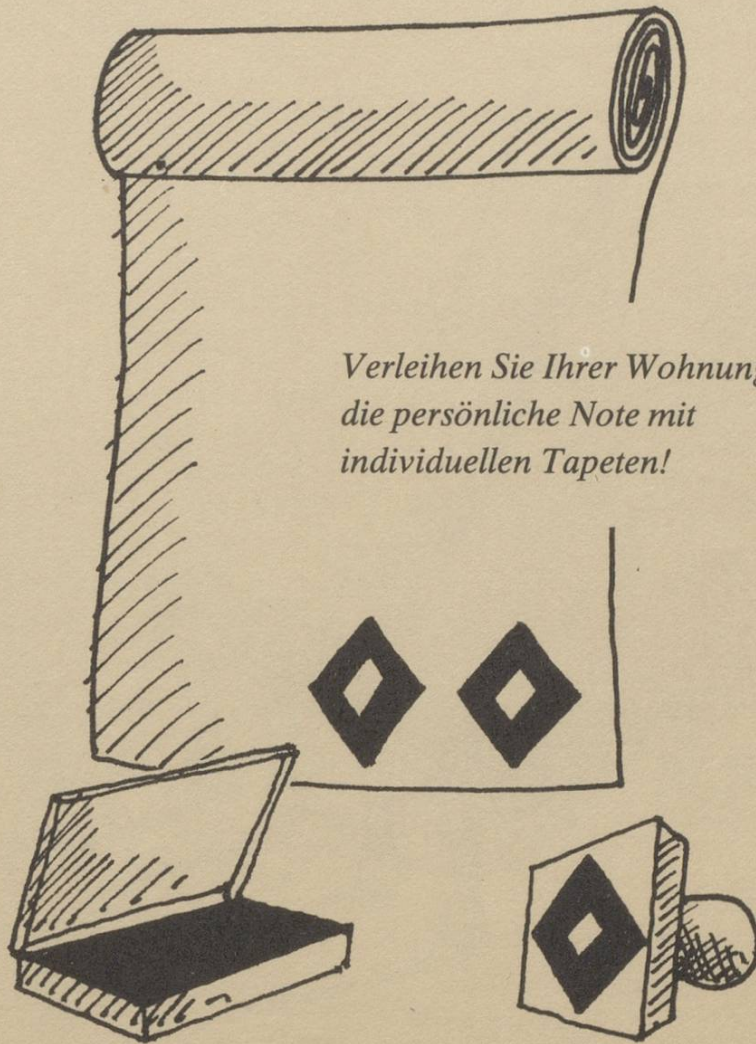 Verleihen Sie Ihrer Wohnung
die persönliche Note mit
individuellen Tapeten!